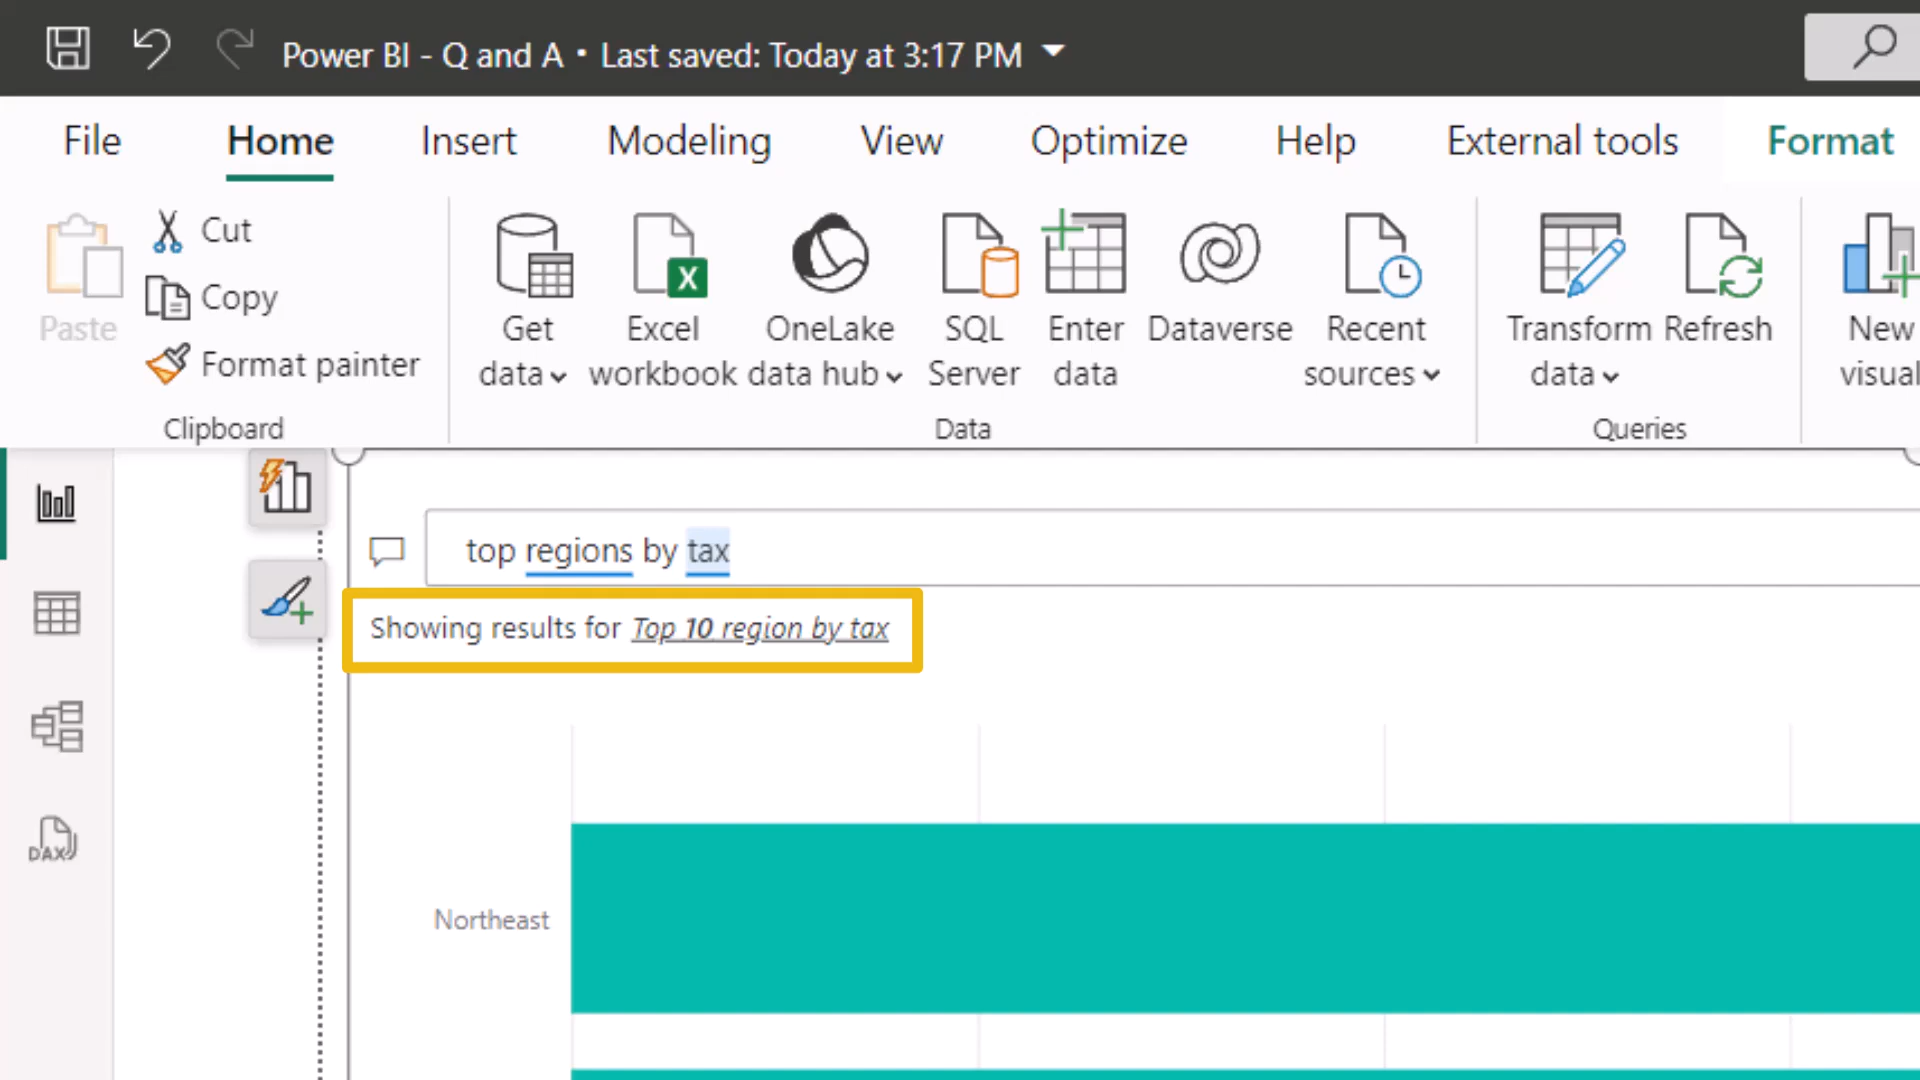 Power BI - Q and A • Last saved: Today at 3:17 PM
File Home Insert Modeling View Optimize Help External tools Format
Paste
Cut
Copy
Format painter
Clipboard
Get data
Excel workbook
OneLake data hub
SQL Server
Enter data
Dataverse
Recent sources
Data
Transform data
Refresh
Queries
New visual
X
DAX
top regions by tax
Showing results for Top 10 region by tax
Northeast